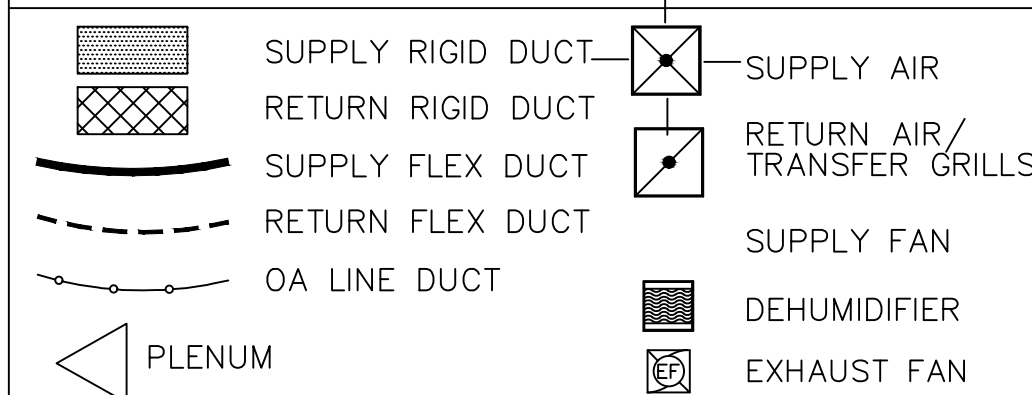 SUPPLY RIGID DUCT
RETURN RIGID DUCT
SUPPLY FLEX DUCT
RETURN FLEX DUCT
OA LINE DUCT
PLENUM
SUPPLY AIR
RETURN AIR/
TRANSFER GRILLS
SUPPLY FAN
DEHUMIDIFIER
EF
EXHAUST FAN